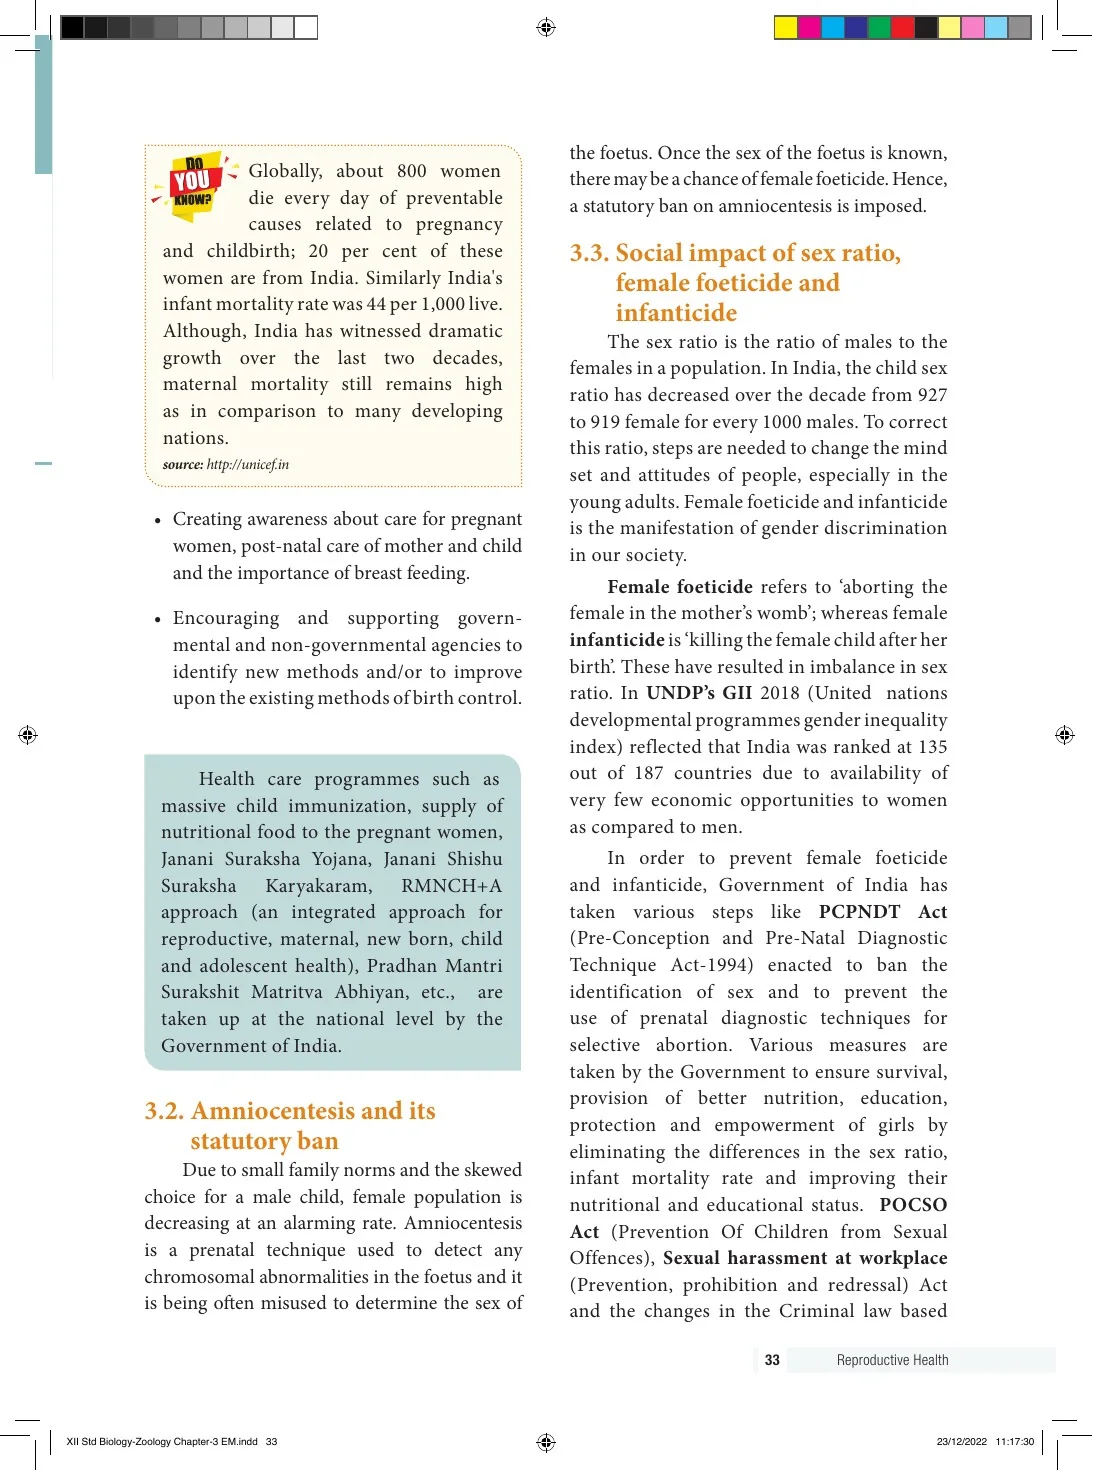 DO
YOU
KNOW?
Globally, about 800 women
die every day of preventable
causes related to pregnancy
and childbirth; 20 per cent of these
women are from India. Similarly India's
infant mortality rate was 44 per 1,000 live.
Although, India has witnessed dramatic
growth over the last two decades,
maternal mortality still remains high
as in comparison to many developing
nations.
source: http://unicef.in
• Creating awareness about care for pregnant
women, post-natal care of mother and child
and the importance of breast feeding.
• Encouraging and supporting govern-
mental and non-governmental agencies to
identify new methods and/or to improve
upon the existing methods of birth control.
Health care programmes such as
massive child immunization, supply of
nutritional food to the pregnant women,
Janani Suraksha Yojana, Janani Shishu
Suraksha Karyakaram, RMNCH+A
approach (an integrated approach for
reproductive, maternal, new born, child
and adolescent health), Pradhan Mantri
Surakshit Matritva Abhiyan, etc., are
taken up at the national level by the
Government of India.
3.2. Amniocentesis and its
statutory ban
Due to small family norms and the skewed
choice for a male child, female population is
decreasing at an alarming rate. Amniocentesis
is a prenatal technique used to detect any
chromosomal abnormalities in the foetus and it
is being often misused to determine the sex of
the foetus. Once the sex of the foetus is known,
there may be a chance of female foeticide. Hence,
a statutory ban on amniocentesis is imposed.
3.3. Social impact of sex ratio,
female foeticide and
infanticide
The sex ratio is the ratio of males to the
females in a population. In India, the child sex
ratio has decreased over the decade from 927
to 919 female for every 1000 males. To correct
this ratio, steps are needed to change the mind
set and attitudes of people, especially in the
young adults. Female foeticide and infanticide
is the manifestation of gender discrimination
in our society.
Female foeticide refers to ‘aborting the
female in the mother’s womb’; whereas female
infanticide is ‘killing the female child after her
birth’. These have resulted in imbalance in sex
ratio. In UNDP’s GII 2018 (United nations
developmental programmes gender inequality
index) reflected that India was ranked at 135
out of 187 countries due to availability of
very few economic opportunities to women
as compared to men.
In order to prevent female foeticide
and infanticide, Government of India has
taken various steps like PCPNDT Act
(Pre-Conception and Pre-Natal Diagnostic
Technique Act-1994) enacted to ban the
identification of sex and to prevent the
use of prenatal diagnostic techniques for
selective abortion. Various measures are
taken by the Government to ensure survival,
provision of better nutrition, education,
protection and empowerment of girls by
eliminating the differences in the sex ratio,
infant mortality rate and improving their
nutritional and educational status. POCSO
Act (Prevention Of Children from Sexual
Offences), Sexual harassment at workplace
(Prevention, prohibition and redressal) Act
and the changes in the Criminal law based
33 Reproductive Health
XII Std Biology-Zoology Chapter-3 EM.indd 33
23/12/2022 11:17:30